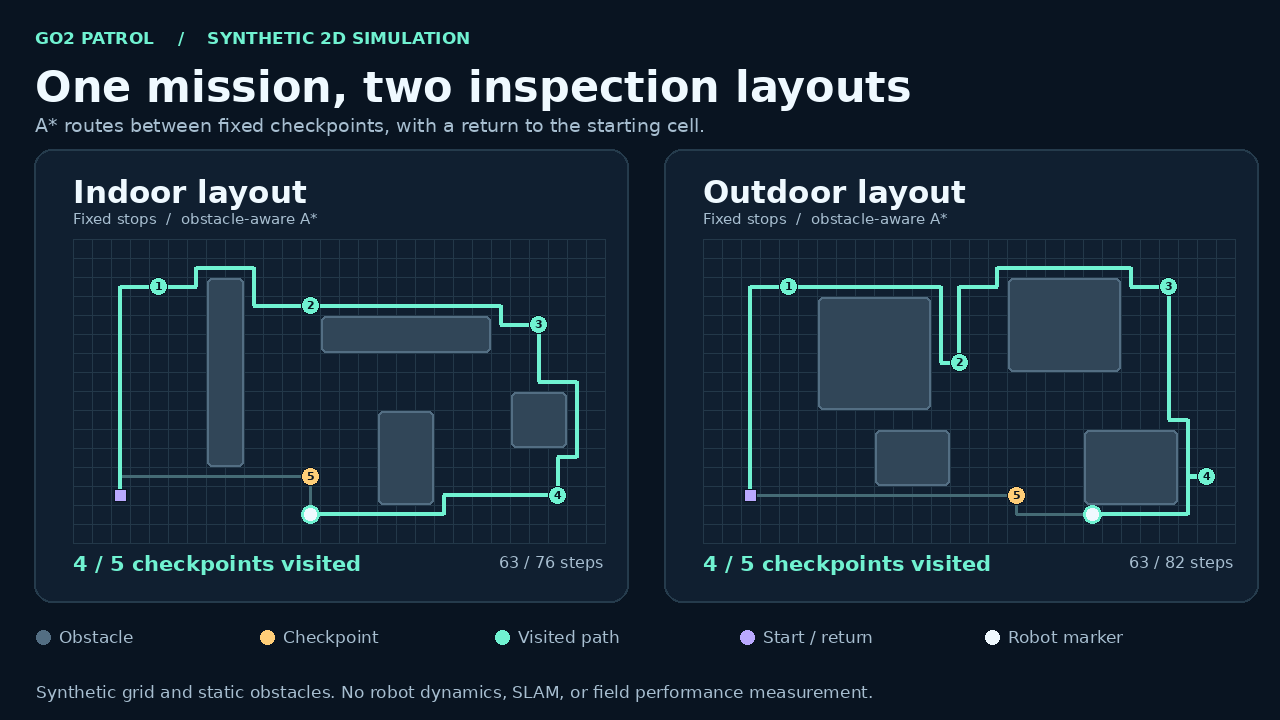 GO2 PATROL / SYNTHETIC 2D SIMULATION
One mission, two inspection layouts
A* routes between fixed checkpoints, with a return to the starting cell.
Indoor layout
Fixed stops / obstacle-aware A*
1
2
3
5
4
4 / 5 checkpoints visited
63 / 76 steps
Outdoor layout
Fixed stops / obstacle-aware A*
1
3
2
4
5
4 / 5 checkpoints visited
63 / 82 steps
Obstacle
Checkpoint
Visited path
Start / return
Robot marker
Synthetic grid and static obstacles. No robot dynamics, SLAM, or field performance measurement.